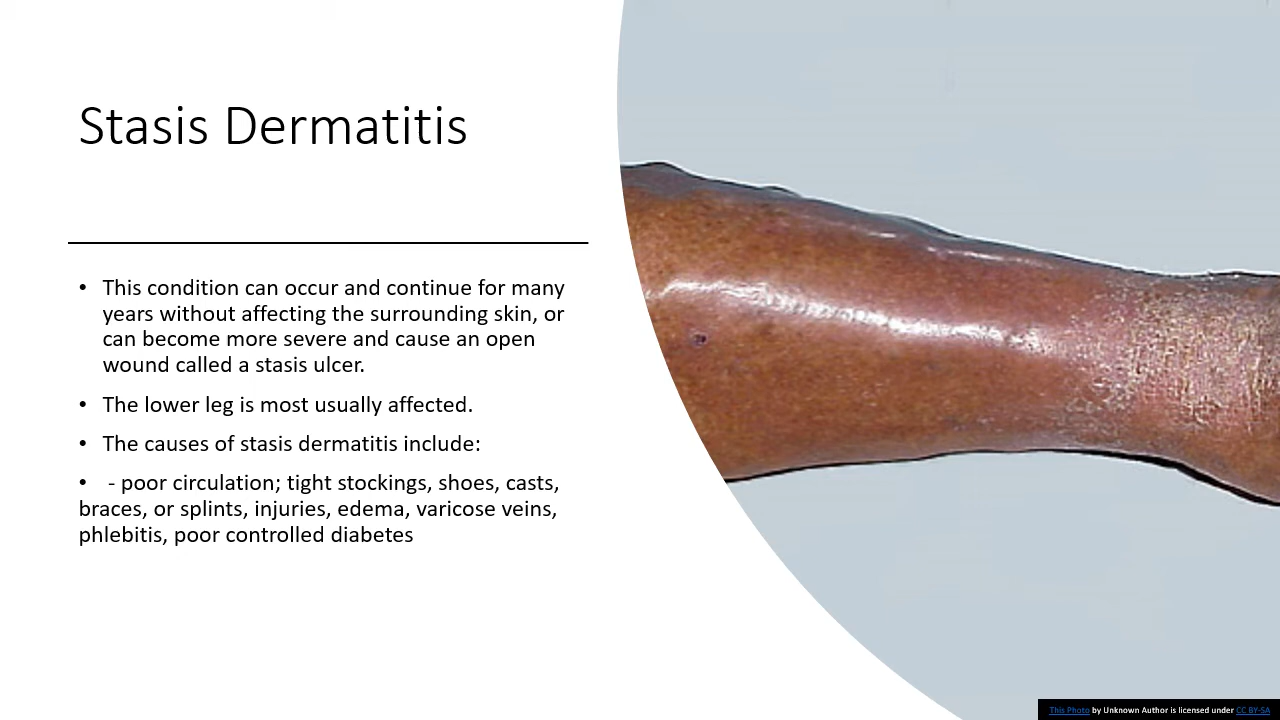 Stasis Dermatitis
• This condition can occur and continue for many
years without affecting the surrounding skin, or
can become more severe and cause an open
wound called a stasis ulcer.
• The lower leg is most usually affected.
• The causes of stasis dermatitis include:
• - poor circulation; tight stockings, shoes, casts,
braces, or splints, injuries, edema, varicose veins,
phlebitis, poor controlled diabetes
This Photo by Unknown Author is licensed under CC BY-SA